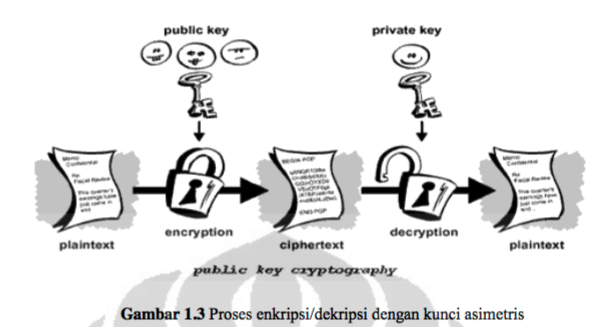 public key
private key
Memo:
Confidential
Re:
Fiscal Review
This quarter's
earnings have
just come in
and
BEGIN PGP
END PGP
Memo:
Confidential
Re:
Fiscal Review
This quarter's
earnings have
just come in
and
plaintext
encryption
ciphertext
decryption
plaintext
public key cryptography
Gambar 1.3 Proses enkripsi/dekripsi dengan kunci asimetris